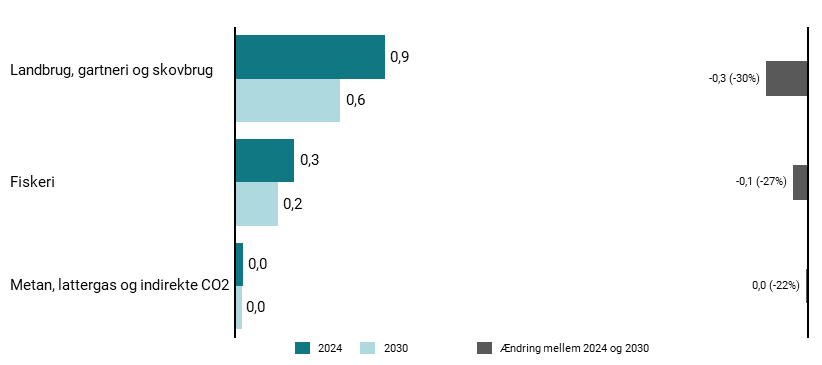 0,9
Landbrug, gartneri og skovbrug
-0,3 (-30%)
0,6
0,3
Fiskeri
-0,1 (-27%)
0,2
0,0
Metan, lattergas og indirekte CO2
0,0 (-22%)
0,0
2024
2030
Ændring mellem 2024 og 2030